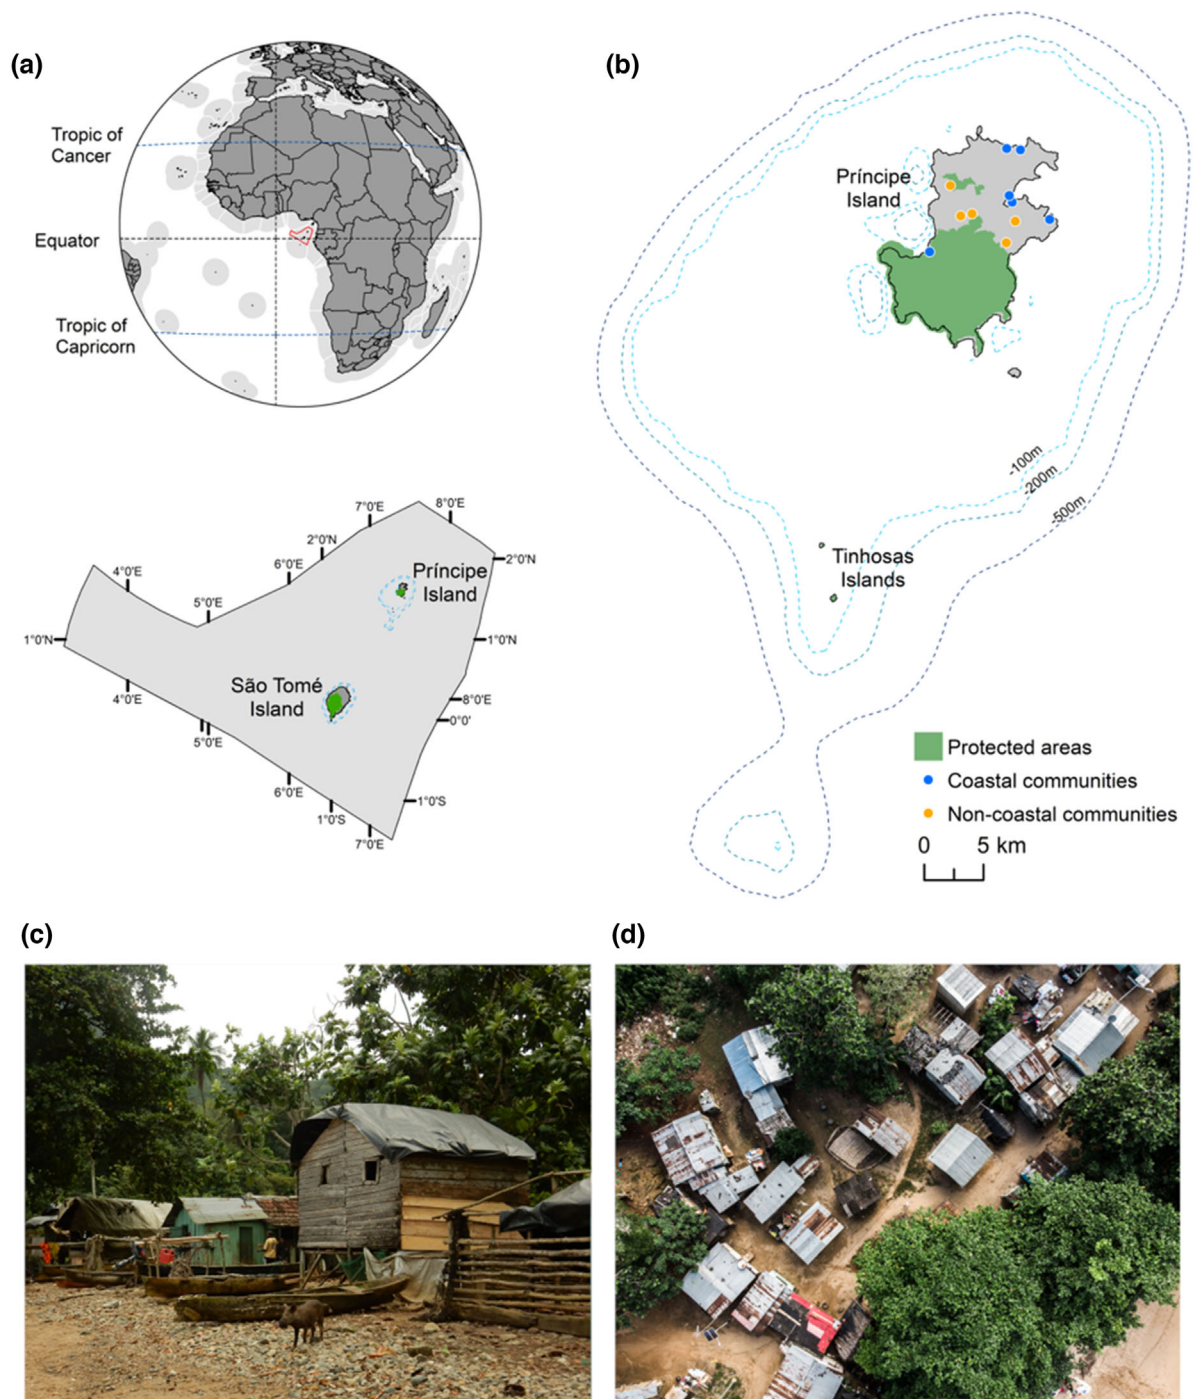 (a)
Tropic of
Cancer
Equator
Tropic of
Capricorn
(b)
Príncipe
Island
-100m
-200m
-500m
Tinhosas
Islands
Protected areas
Coastal communities
Non-coastal communities
0 5 km
7°0'E
8°0'E
2°0'N
6°0'E
2°0'N
4°0'E
5°0'E
Príncipe
Island
1°0'N
1°0'N
São Tomé
Island
4°0'E
8°0'E
0°0'
5°0'E
6°0'E
1°0'S
1°0'S
7°0'E
(c)
(d)